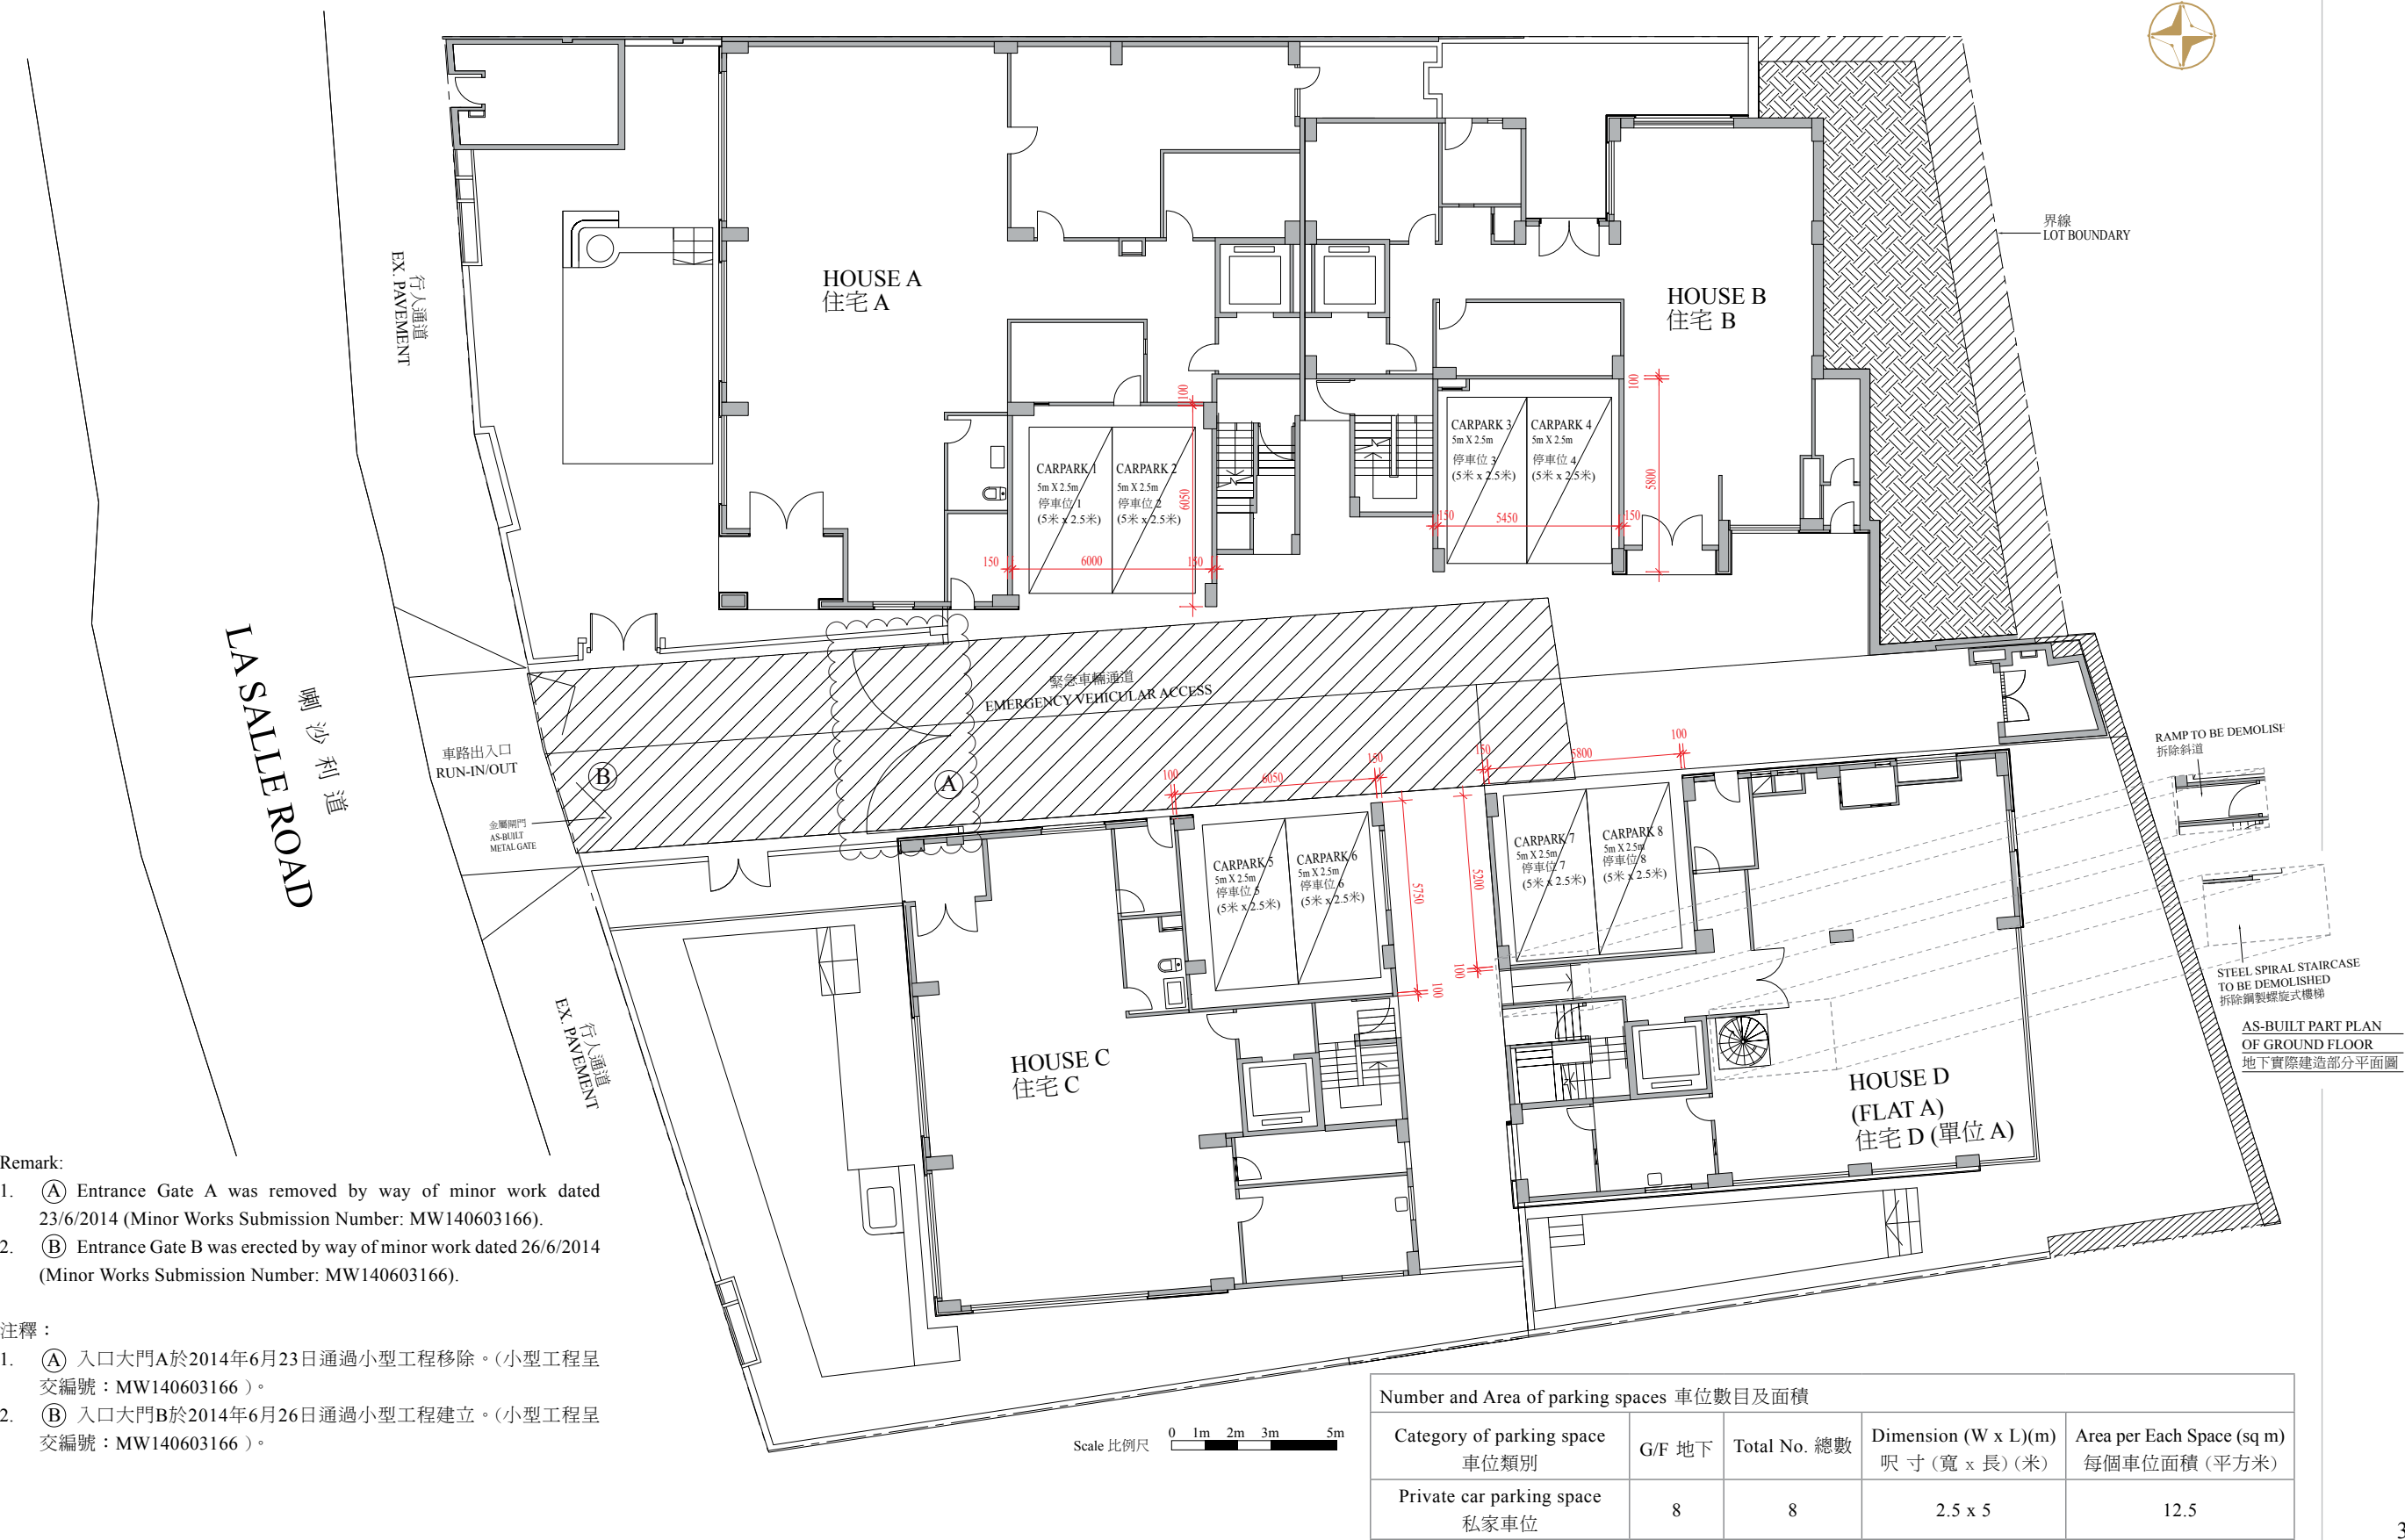 界線
LOT BOUNDARY
行人通道
EX. PAVEMENT
HOUSE A
住宅 A
HOUSE B
住宅 B
100
100
CARPARK 1
5m X 2.5m
停車位 1
(5米 x 2.5米)
CARPARK 2
5m X 2.5m
停車位 2
(5米 x 2.5米)
6050
150
6000
150
CARPARK 3
5m X 2.5m
停車位 3
(5米 x 2.5米)
CARPARK 4
5m X 2.5m
停車位 4
(5米 x 2.5米)
5800
150
5450
150
喇沙利道
LA SALLE ROAD
緊急車輛通道
EMERGENCY VEHICULAR ACCESS
車路出入口
RUN-IN/OUT
金屬閘門
AS-BUILT
METAL GATE
B
A
100
6050
150
150
5800
100
CARPARK 5
5m X 2.5m
停車位 5
(5米 x 2.5米)
CARPARK 6
5m X 2.5m
停車位 6
(5米 x 2.5米)
5750
100
5200
100
CARPARK 7
5m X 2.5m
停車位 7
(5米 x 2.5米)
CARPARK 8
5m X 2.5m
停車位 8
(5米 x 2.5米)
RAMP TO BE DEMOLISH
拆除斜道
STEEL SPIRAL STAIRCASE
TO BE DEMOLISHED
拆除鋼製螺旋式樓梯
AS-BUILT PART PLAN
OF GROUND FLOOR
地下實際建造部分平面圖
行人通道
EX. PAVEMENT
HOUSE C
住宅 C
HOUSE D
(FLAT A)
住宅 D (單位 A)
Remark:
1. A Entrance Gate A was removed by way of minor work dated
23/6/2014 (Minor Works Submission Number: MW140603166).
2. B Entrance Gate B was erected by way of minor work dated 26/6/2014
(Minor Works Submission Number: MW140603166).
注釋：
1. A 入口大門A於2014年6月23日通過小型工程移除。(小型工程呈
交編號：MW140603166 )。
2. B 入口大門B於2014年6月26日通過小型工程建立。(小型工程呈
交編號：MW140603166 )。
Scale 比例尺 0 1m 2m 3m 5m
Number and Area of parking spaces 車位數目及面積
Category of parking space
車位類別
G/F 地下
Total No. 總數
Dimension (W x L)(m)
呎 寸 (寬 x 長) (米)
Area per Each Space (sq m)
每個車位面積 (平方米)
Private car parking space
私家車位
8
8
2.5 x 5
12.5
3